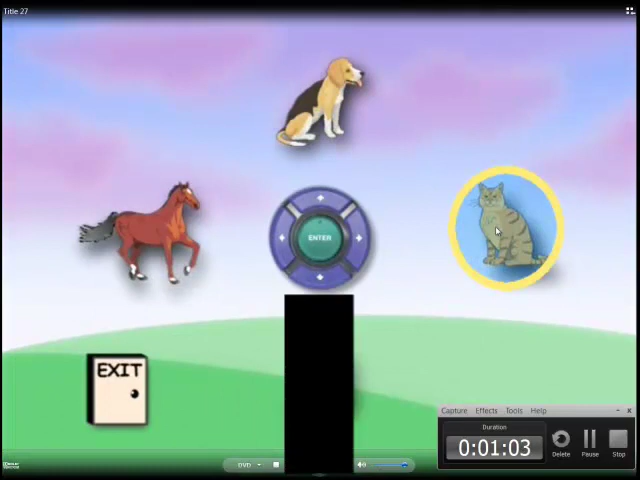 Title 27
ENTER
EXIT
Capture Effects Tools Help
Duration
0:01:03
Delete Pause Stop
DVD